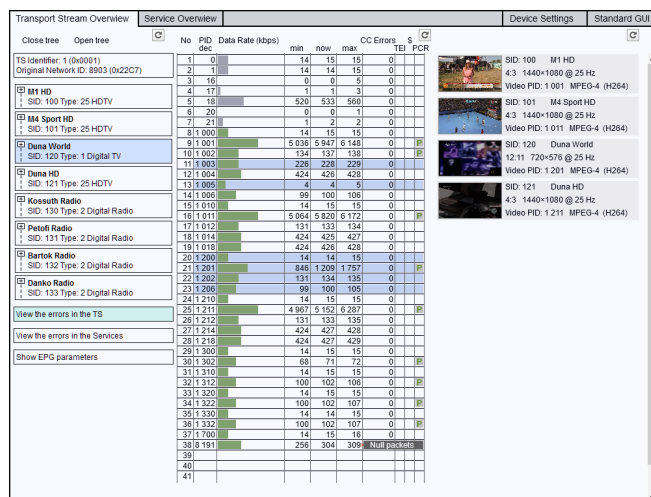 Transport Stream Overview
Service Overview
Device Settings
Standard GUI
Close tree Open tree
TS Identifier: 1 (0x0001)
Original Network ID: 8903 (0x22C7)
M1 HD
SID: 100 Type: 25 HDTV
M4 Sport HD
SID: 101 Type: 25 HDTV
Duna World
SID: 120 Type: 1 Digital TV
Duna HD
SID: 121 Type: 25 HDTV
Kossuth Radio
SID: 130 Type: 2 Digital Radio
Petofi Radio
SID: 131 Type: 2 Digital Radio
Bartok Radio
SID: 132 Type: 2 Digital Radio
Danko Radio
SID: 133 Type: 2 Digital Radio
View the errors in the TS
View the errors in the Services
Show EPG parameters
No PID Data Rate (kbps) CC Errors S
dec min now max TEI PCR
1 0 14 15 15 0
2 1 14 14 15 0
3 16 0 0 5 0
4 17 1 1 3 0
5 18 520 533 560 0
6 20 0 0 1 0
7 21 1 2 2 0
8 1 000 14 15 15 0
9 1 001 5 036 5 947 6 148 0 P
10 1 002 134 137 138 0 P
11 1 003 226 228 229 0
12 1 004 424 426 428 0
13 1 005 4 4 5 0
14 1 006 99 100 106 0
15 1 010 14 15 15 0
16 1 011 5 064 5 820 6 172 0 P
17 1 012 131 133 134 0
18 1 014 424 425 427 0
19 1 018 424 426 428 0
20 1 200 14 14 15 0
21 1 201 846 1 209 1 757 0 P
22 1 202 131 134 135 0
23 1 206 99 100 105 0
24 1 210 14 15 15 0
25 1 211 4 967 5 152 6 287 0 P
26 1 212 131 133 135 0
27 1 214 424 427 428 0
28 1 218 424 427 429 0
29 1 300 14 15 15 0
30 1 302 68 71 72 0 P
31 1 310 14 15 15 0
32 1 312 100 102 106 0 P
33 1 320 14 15 15 0
34 1 322 100 102 107 0 P
35 1 330 14 14 15 0
36 1 332 100 102 107 0 P
37 1 700 14 15 16 0
38 8 191 256 304 309 Null packets
39
40
41
SID: 100 M1 HD
4:3 1440×1080 @ 25 Hz
Video PID: 1 001 MPEG-4 (H264)
SID: 101 M4 Sport HD
4:3 1440×1080 @ 25 Hz
Video PID: 1 011 MPEG-4 (H264)
SID: 120 Duna World
12:11 720×576 @ 25 Hz
Video PID: 1 201 MPEG-4 (H264)
SID: 121 Duna HD
4:3 1440×1080 @ 25 Hz
Video PID: 1 211 MPEG-4 (H264)